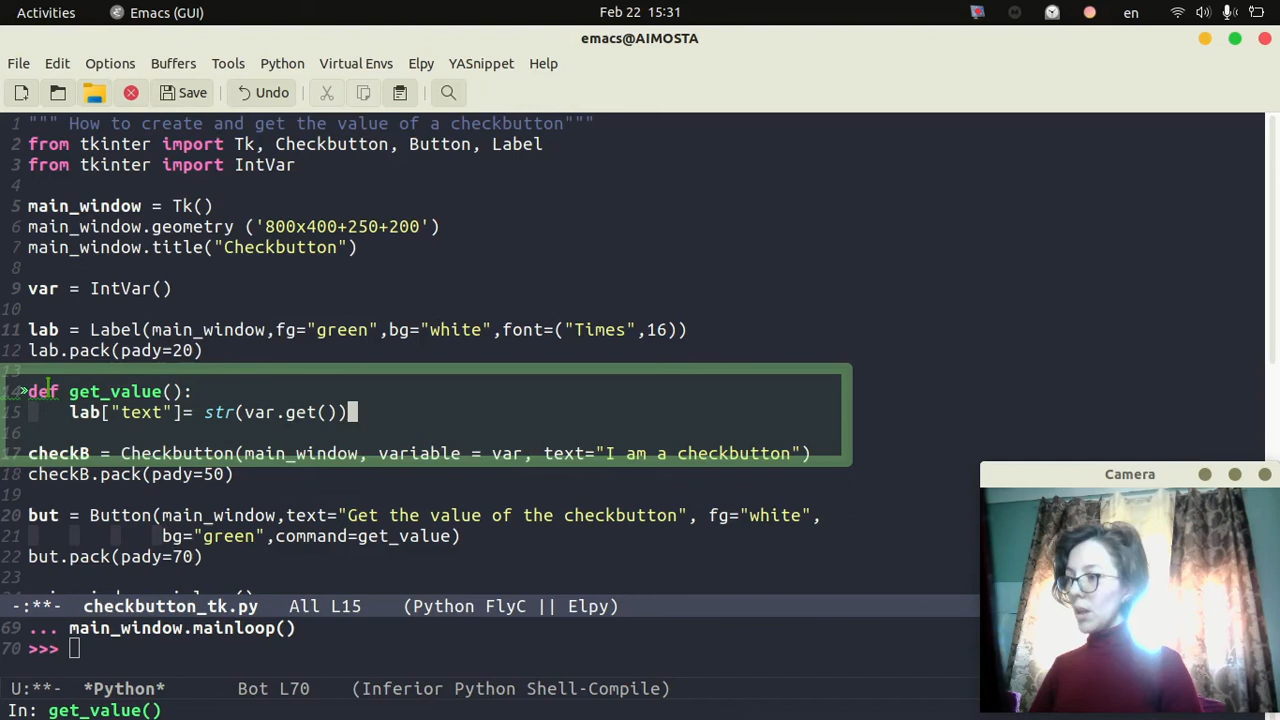 Activities Emacs (GUI) Feb 22 15:31 en
emacs@AIMOSTA
File Edit Options Buffers Tools Python Virtual Envs Elpy YASnippet Help
Save Undo
1 """ How to create and get the value of a checkbutton"""
2 from tkinter import Tk, Checkbutton, Button, Label
3 from tkinter import IntVar
4
5 main_window = Tk()
6 main_window.geometry ('800x400+250+200')
7 main_window.title("Checkbutton")
8
9 var = IntVar()
10
11 lab = Label(main_window,fg="green",bg="white",font=("Times",16))
12 lab.pack(pady=20)
13
14 » def get_value():
15 lab["text"]= str(var.get())
16
17 checkB = Checkbutton(main_window, variable = var, text="I am a checkbutton")
18 checkB.pack(pady=50)
19
20 but = Button(main_window,text="Get the value of the checkbutton", fg="white",
21 bg="green",command=get_value)
22 but.pack(pady=70)
23
-:**- checkbutton_tk.py All L15 (Python FlyC || Elpy)
69 ... main_window.mainloop()
70 >>>
U:**- *Python* Bot L70 (Inferior Python Shell-Compile)
In: get_value()
Camera